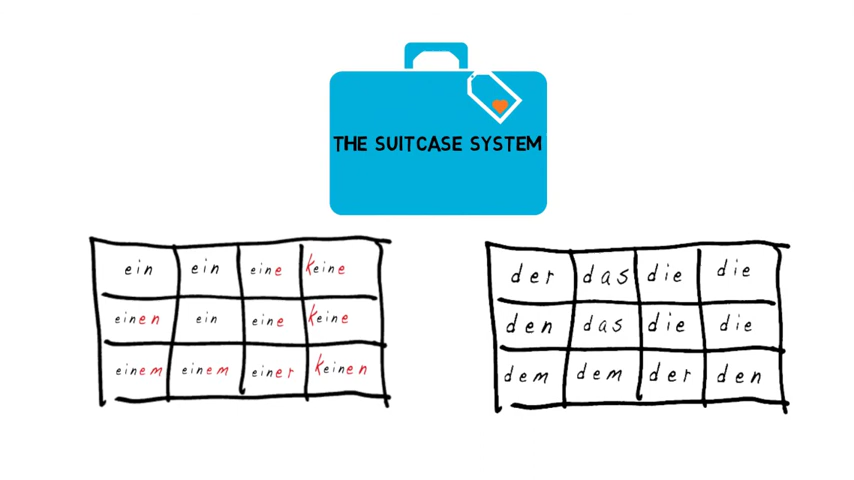 THE SUITCASE SYSTEM
ein ein eine keine
einen ein eine keine
einem einem einer keinen
der das die die
den das die die
dem dem der den